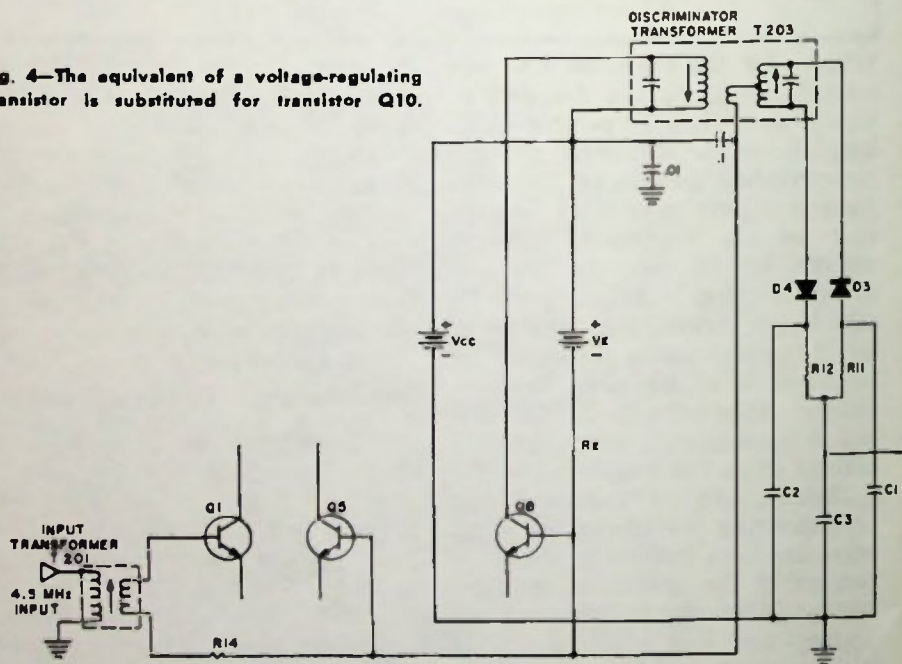 DISCRIMINATOR
TRANSFORMER T203
g. 4—The equivalent of a voltage-regulating
ansistor is substituted for transistor Q10.
.1
.01
D4
D3
+
Vcc
-
+
VE
-
R12
R11
RE
Q1
Q5
Q8
C2
C3
C1
INPUT
TRANSFORMER
T201
4.5 MHz
INPUT
R14